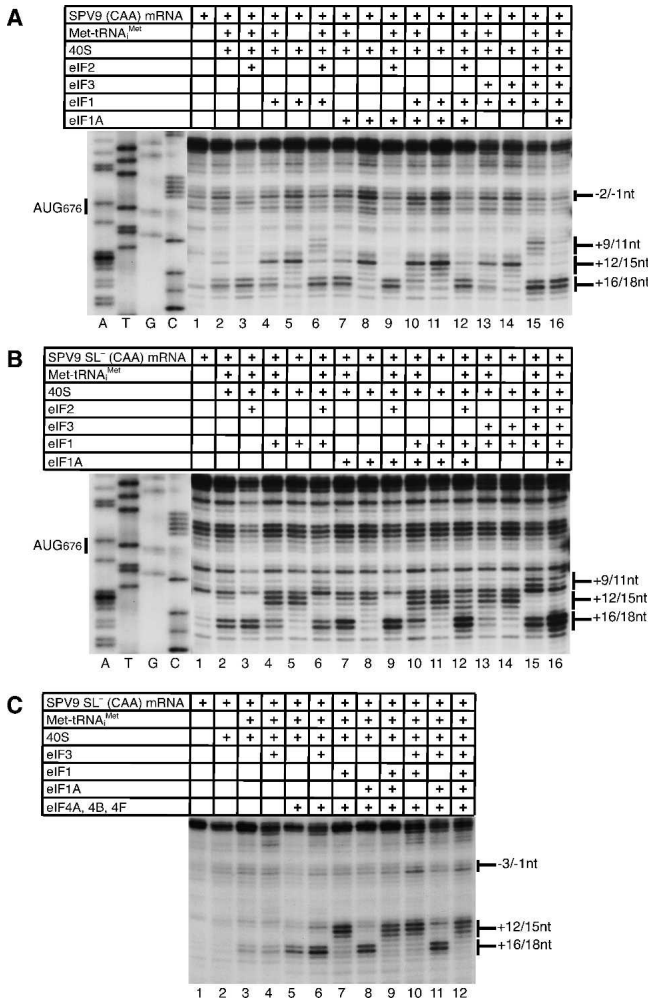 A
SPV9 (CAA) mRNA + + + + + + + + + + + + + + + +
Met-tRNAiMet + + + + + + + + + + +
40S + + + + + + + + + + + + + + +
eIF2 + + + + + +
eIF3 + + + +
eIF1 + + + + + + + + + +
eIF1A + + + + + + +
-2/-1nt
AUG676
+9/11nt
+12/15nt
+16/18nt
A T G C 1 2 3 4 5 6 7 8 9 10 11 12 13 14 15 16
B
SPV9 SL⁻ (CAA) mRNA + + + + + + + + + + + + + + + +
Met-tRNAiMet + + + + + + + + + + +
40S + + + + + + + + + + + + + + +
eIF2 + + + + + +
eIF3 + + + +
eIF1 + + + + + + + + + +
eIF1A + + + + + + +
AUG676
+9/11nt
+12/15nt
+16/18nt
A T G C 1 2 3 4 5 6 7 8 9 10 11 12 13 14 15 16
C
SPV9 SL⁻ (CAA) mRNA + + + + + + + + + + + +
Met-tRNAiMet + + + + + + + + + +
40S + + + + + + + + + + +
eIF3 + + + + +
eIF1 + + + +
eIF1A + + + +
eIF4A, 4B, 4F + + + + + + + +
-3/-1nt
+12/15nt
+16/18nt
1 2 3 4 5 6 7 8 9 10 11 12